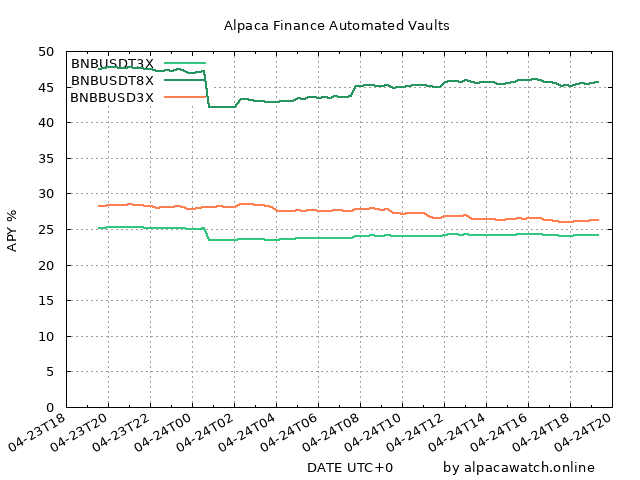 Alpaca Finance Automated Vaults
APY %
50
45
40
35
30
25
20
15
10
5
0
BNBUSDT3X
BNBUSDT8X
BNBBUSD3X
04-23T18
04-23T20
04-23T22
04-24T00
04-24T02
04-24T04
04-24T06
04-24T08
04-24T10
04-24T12
04-24T14
04-24T16
04-24T18
04-24T20
DATE UTC+0
by alpacawatch.online